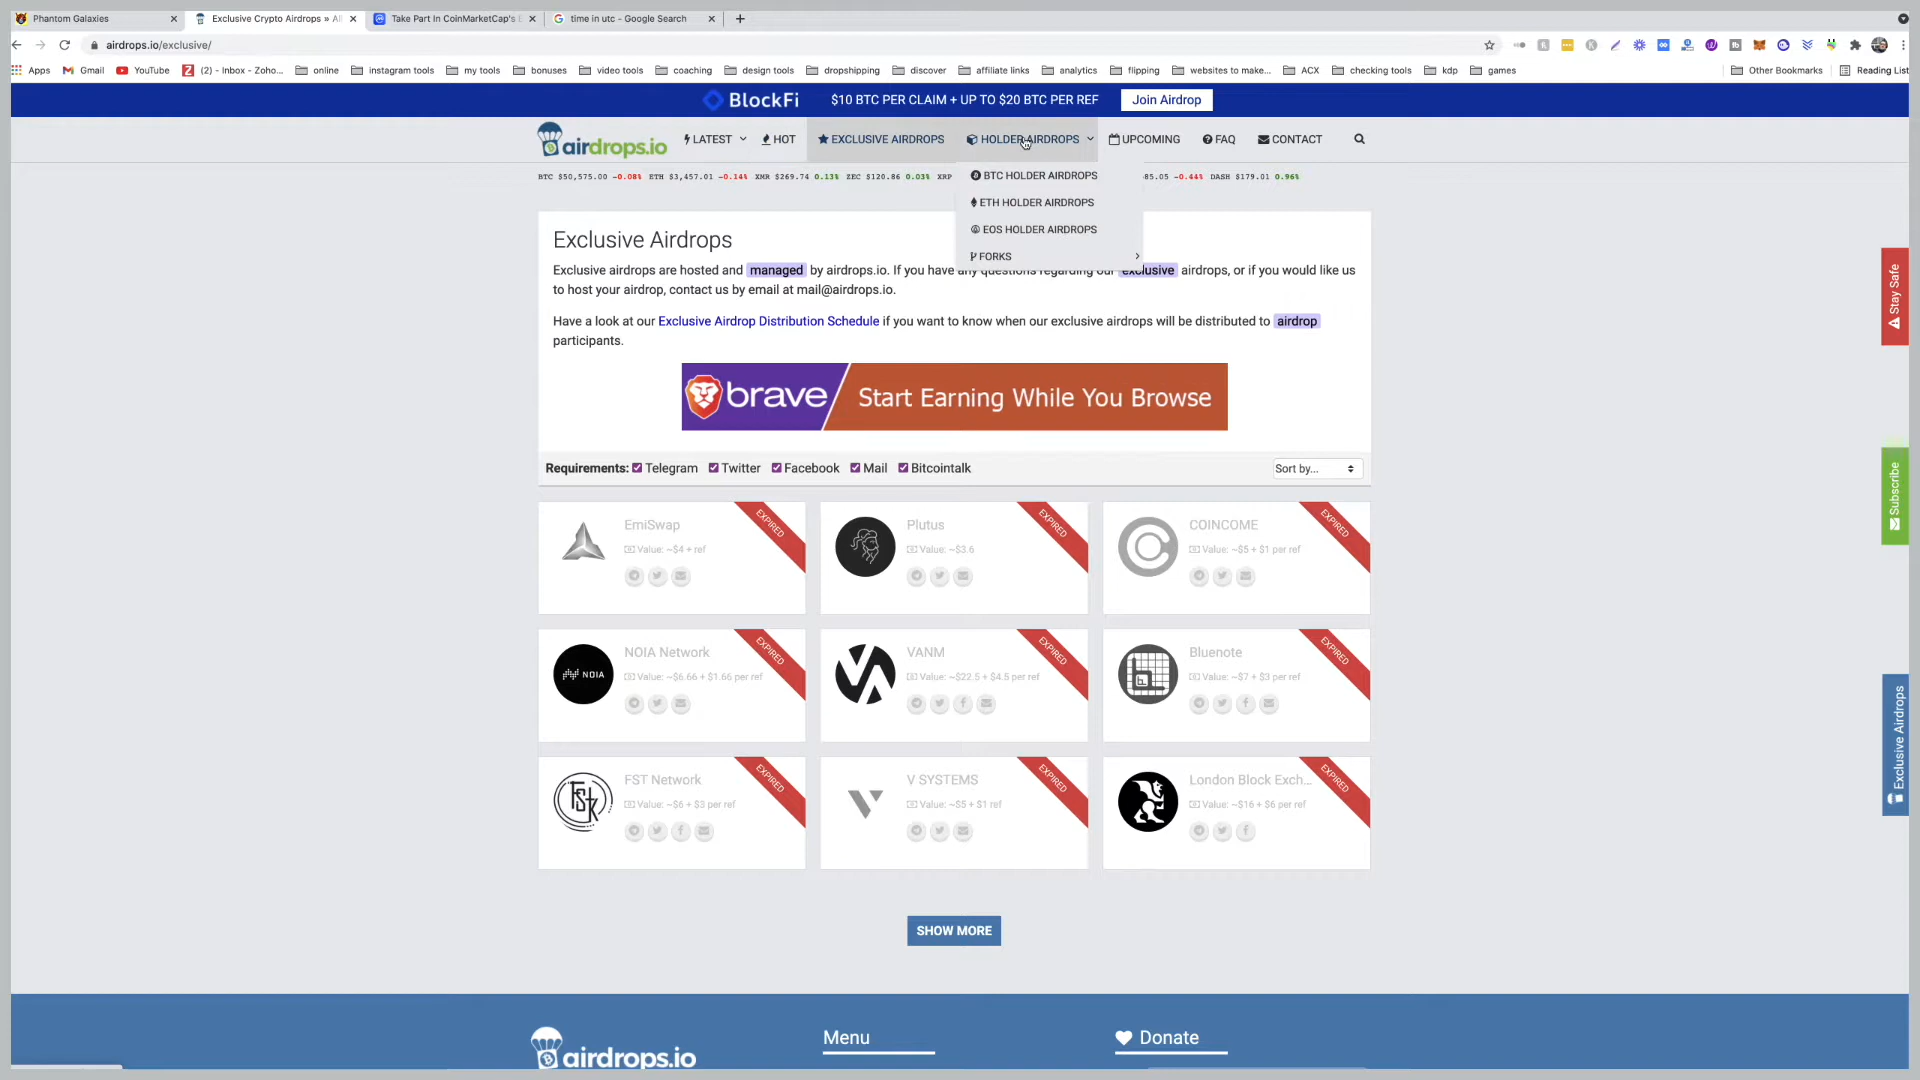 Phantom Galaxies
Exclusive Crypto Airdrops » Ai
Take Part In CoinMarketCap's E
time in utc - Google Search
airdrops.io/exclusive/
Apps
Gmail
YouTube
(2) - Inbox - Zoho...
online
instagram tools
my tools
bonuses
video tools
coaching
design tools
dropshipping
discover
affiliate links
analytics
flipping
websites to make...
ACX
checking tools
kdp
games
Other Bookmarks
Reading List
BlockFi
$10 BTC PER CLAIM + UP TO $20 BTC PER REF
Join Airdrop
airdrops.io
LATEST
HOT
EXCLUSIVE AIRDROPS
HOLDER AIRDROPS
UPCOMING
FAQ
CONTACT
BTC $50,575.00 -0.08% ETH $3,457.01 -0.14% XMR $269.74 0.13% ZEC $120.86 0.03% XRP
85.05 -0.44% DASH $179.01 0.96%
BTC HOLDER AIRDROPS
ETH HOLDER AIRDROPS
EOS HOLDER AIRDROPS
FORKS
Exclusive Airdrops
Exclusive airdrops are hosted and managed by airdrops.io. If you have any questions regarding our exclusive airdrops, or if you would like us
to host your airdrop, contact us by email at mail@airdrops.io.
Have a look at our Exclusive Airdrop Distribution Schedule if you want to know when our exclusive airdrops will be distributed to airdrop
participants.
brave
Start Earning While You Browse
Requirements: Telegram Twitter Facebook Mail Bitcointalk
Sort by...
EmiSwap
Value: ~$4 + ref
EXPIRED
Plutus
Value: ~$3.6
EXPIRED
COINCOME
Value: ~$5 + $1 per ref
EXPIRED
NOIA
NOIA Network
Value: ~$6.66 + $1.66 per ref
EXPIRED
VANM
Value: ~$22.5 + $4.5 per ref
EXPIRED
Bluenote
Value: ~$7 + $3 per ref
EXPIRED
FST Network
Value: ~$6 + $3 per ref
EXPIRED
V SYSTEMS
Value: ~$5 + $1 ref
EXPIRED
London Block Exch...
Value: ~$16 + $6 per ref
EXPIRED
SHOW MORE
Stay Safe
Subscribe
Exclusive Airdrops
airdrops.io
Menu
Donate